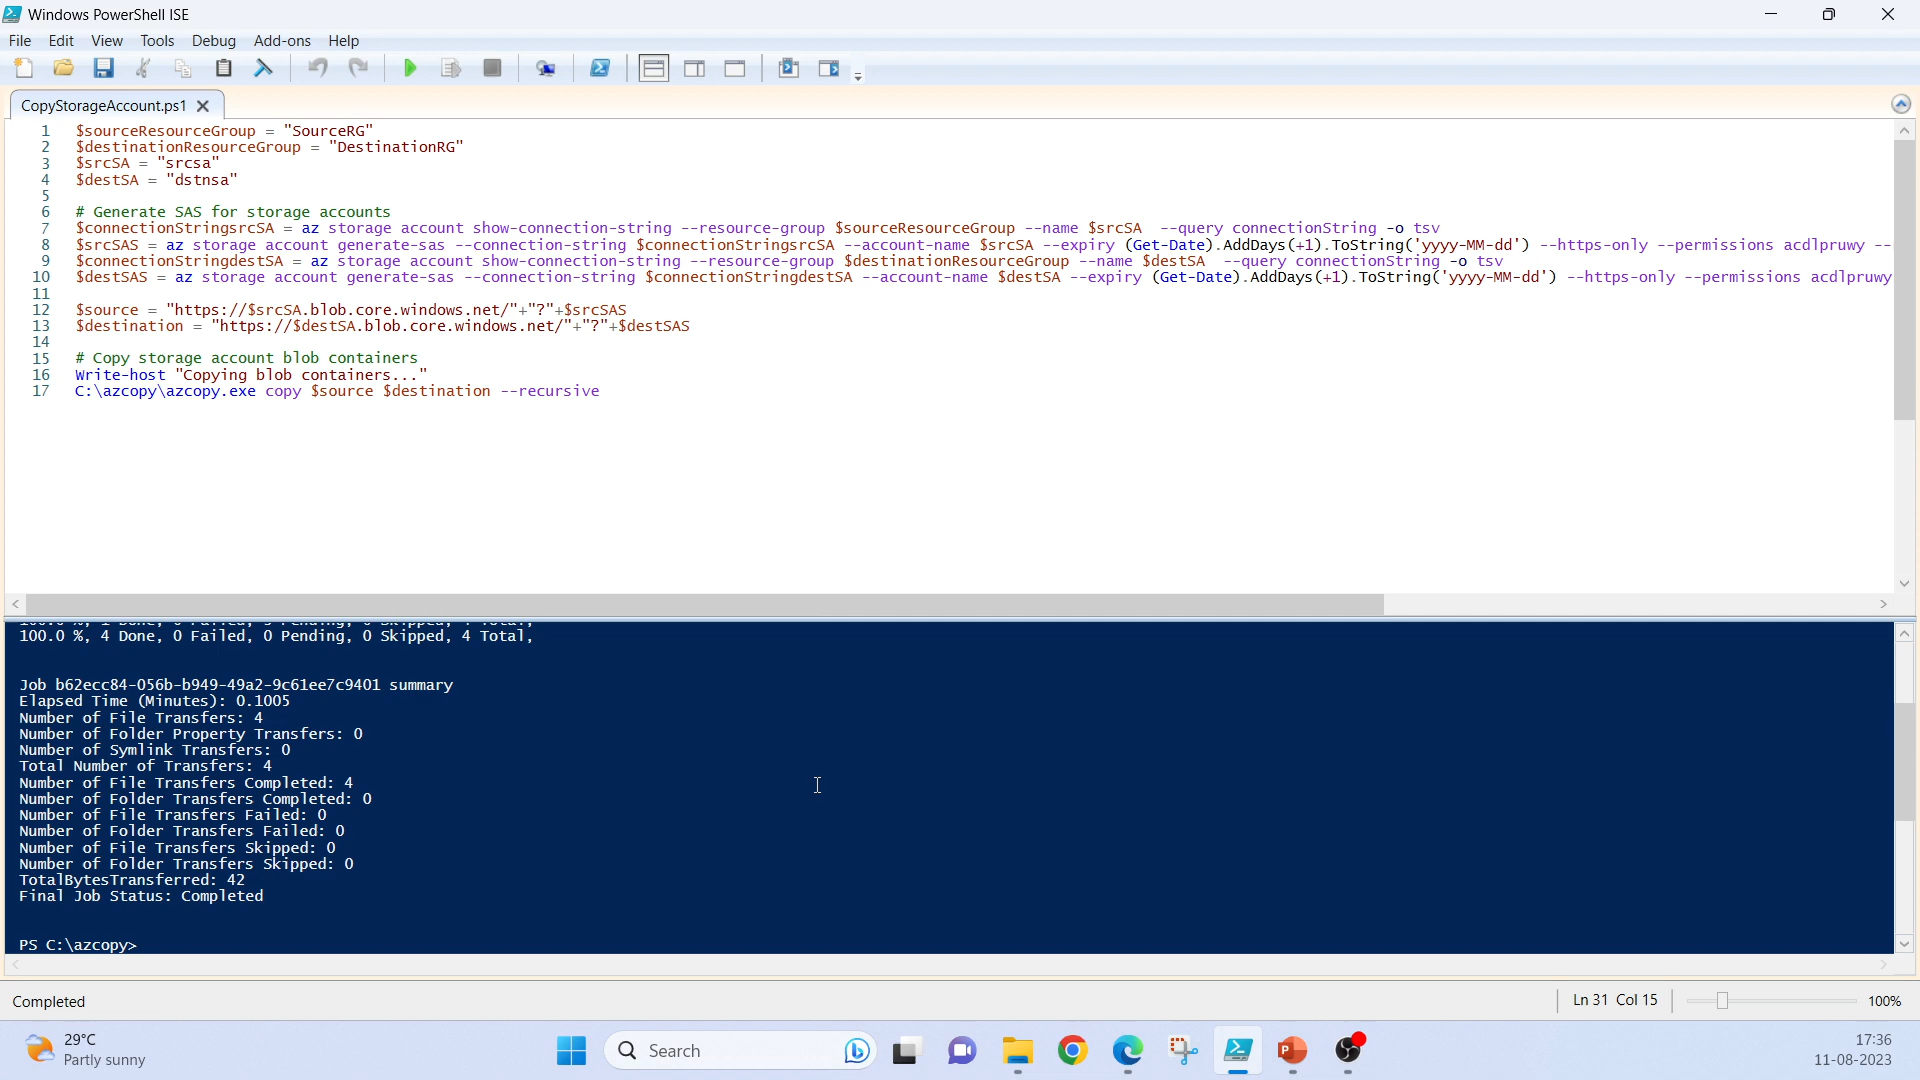 Windows PowerShell ISE
File Edit View Tools Debug Add-ons Help
CopyStorageAccount.ps1
1 $sourceResourceGroup = "SourceRG"
2 $destinationResourceGroup = "DestinationRG"
3 $srcSA = "srcsa"
4 $destSA = "dstnsa"
5
6 # Generate SAS for storage accounts
7 $connectionStringsrcSA = az storage account show-connection-string --resource-group $sourceResourceGroup --name $srcSA --query connectionString -o tsv
8 $srcSAS = az storage account generate-sas --connection-string $connectionStringsrcSA --account-name $srcSA --expiry (Get-Date).AddDays(+1).ToString('yyyy-MM-dd') --https-only --permissions acdlpruwy --
9 $connectionStringdestSA = az storage account show-connection-string --resource-group $destinationResourceGroup --name $destSA --query connectionString -o tsv
10 $destSAS = az storage account generate-sas --connection-string $connectionStringdestSA --account-name $destSA --expiry (Get-Date).AddDays(+1).ToString('yyyy-MM-dd') --https-only --permissions acdlpruwy
11
12 $source = "https://$srcSA.blob.core.windows.net/"+"?"+$srcSAS
13 $destination = "https://$destSA.blob.core.windows.net/"+"?"+$destSAS
14
15 # Copy storage account blob containers
16 Write-host "Copying blob containers..."
17 C:\azcopy\azcopy.exe copy $source $destination --recursive
100.0 %, 4 Done, 0 Failed, 0 Pending, 0 Skipped, 4 Total,
Job b62ecc84-056b-b949-49a2-9c61ee7c9401 summary
Elapsed Time (Minutes): 0.1005
Number of File Transfers: 4
Number of Folder Property Transfers: 0
Number of Symlink Transfers: 0
Total Number of Transfers: 4
Number of File Transfers Completed: 4
Number of Folder Transfers Completed: 0
Number of File Transfers Failed: 0
Number of Folder Transfers Failed: 0
Number of File Transfers Skipped: 0
Number of Folder Transfers Skipped: 0
TotalBytesTransferred: 42
Final Job Status: Completed
PS C:\azcopy>
Completed
Ln 31 Col 15
100%
29°C
Partly sunny
Search
17:36
11-08-2023